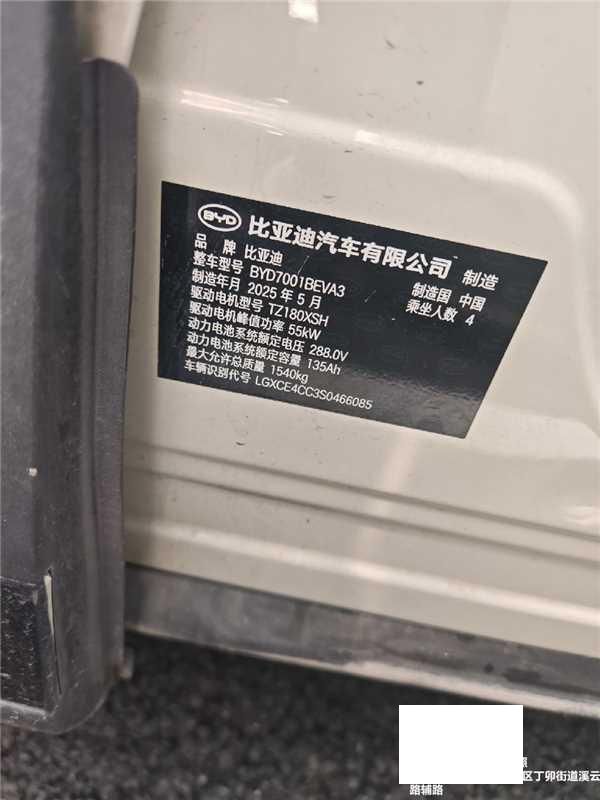 BYD 比亚迪汽车有限公司 制造
品牌 比亚迪 制造国 中国
整车型号 BYD7001BEVA3 乘坐人数 4
制造年月 2025年5月
驱动电机型号 TZ180XSH
驱动电机峰值功率 55kW
动力电池系统额定电压 288.0V
动力电池系统额定容量 135Ah
最大允许总质量 1540kg
车辆识别代号 LGXCE4CC3S0466085
区丁卯街道溪云
路辅路